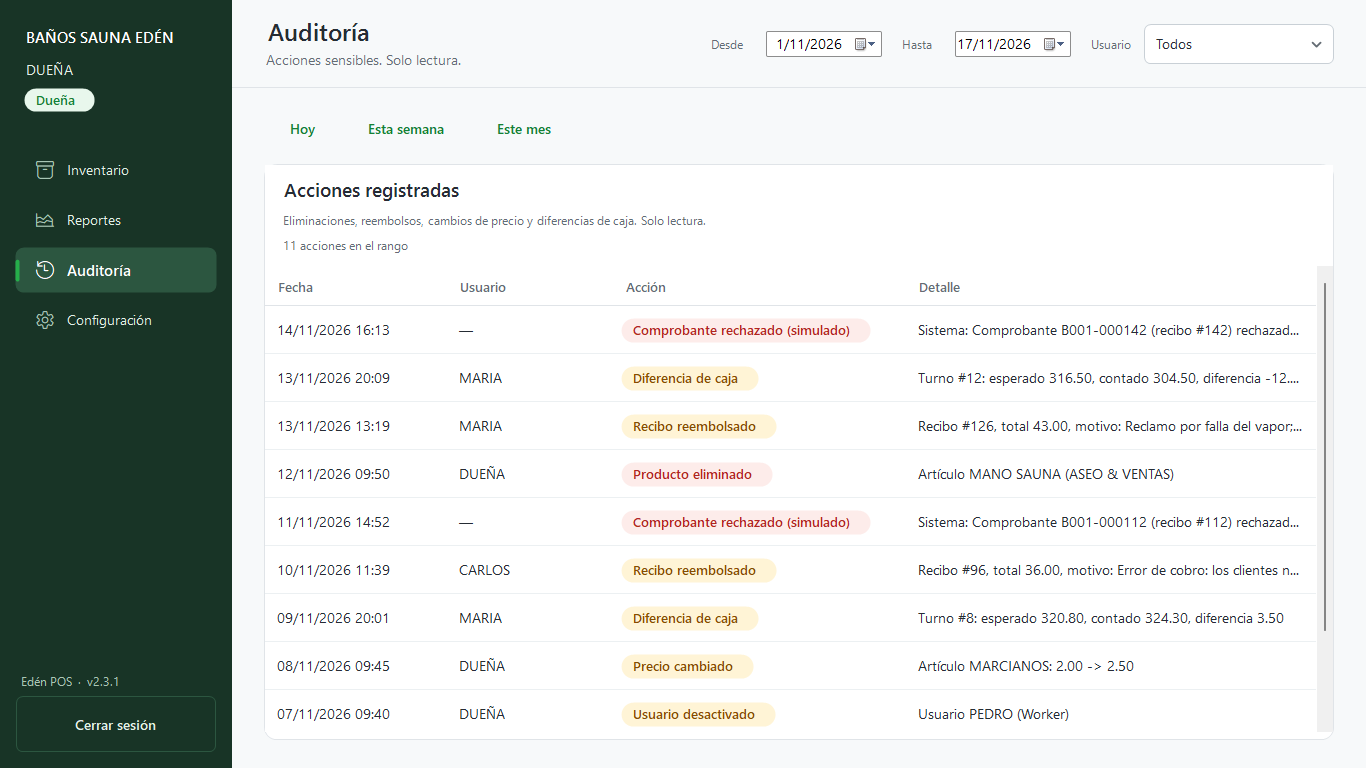 BAÑOS SAUNA EDÉN
DUEÑA
Dueña
Inventario
Reportes
Auditoría
Configuración
Edén POS · v2.3.1
Cerrar sesión
Auditoría
Acciones sensibles. Solo lectura.
Desde 1/11/2026 Hasta 17/11/2026 Usuario Todos
Hoy Esta semana Este mes
Acciones registradas
Eliminaciones, reembolsos, cambios de precio y diferencias de caja. Solo lectura.
11 acciones en el rango
Fecha Usuario Acción Detalle
14/11/2026 16:13 — Comprobante rechazado (simulado) Sistema: Comprobante B001-000142 (recibo #142) rechazad...
13/11/2026 20:09 MARIA Diferencia de caja Turno #12: esperado 316.50, contado 304.50, diferencia -12....
13/11/2026 13:19 MARIA Recibo reembolsado Recibo #126, total 43.00, motivo: Reclamo por falla del vapor;...
12/11/2026 09:50 DUEÑA Producto eliminado Artículo MANO SAUNA (ASEO & VENTAS)
11/11/2026 14:52 — Comprobante rechazado (simulado) Sistema: Comprobante B001-000112 (recibo #112) rechazad...
10/11/2026 11:39 CARLOS Recibo reembolsado Recibo #96, total 36.00, motivo: Error de cobro: los clientes n...
09/11/2026 20:01 MARIA Diferencia de caja Turno #8: esperado 320.80, contado 324.30, diferencia 3.50
08/11/2026 09:45 DUEÑA Precio cambiado Artículo MARCIANOS: 2.00 -> 2.50
07/11/2026 09:40 DUEÑA Usuario desactivado Usuario PEDRO (Worker)